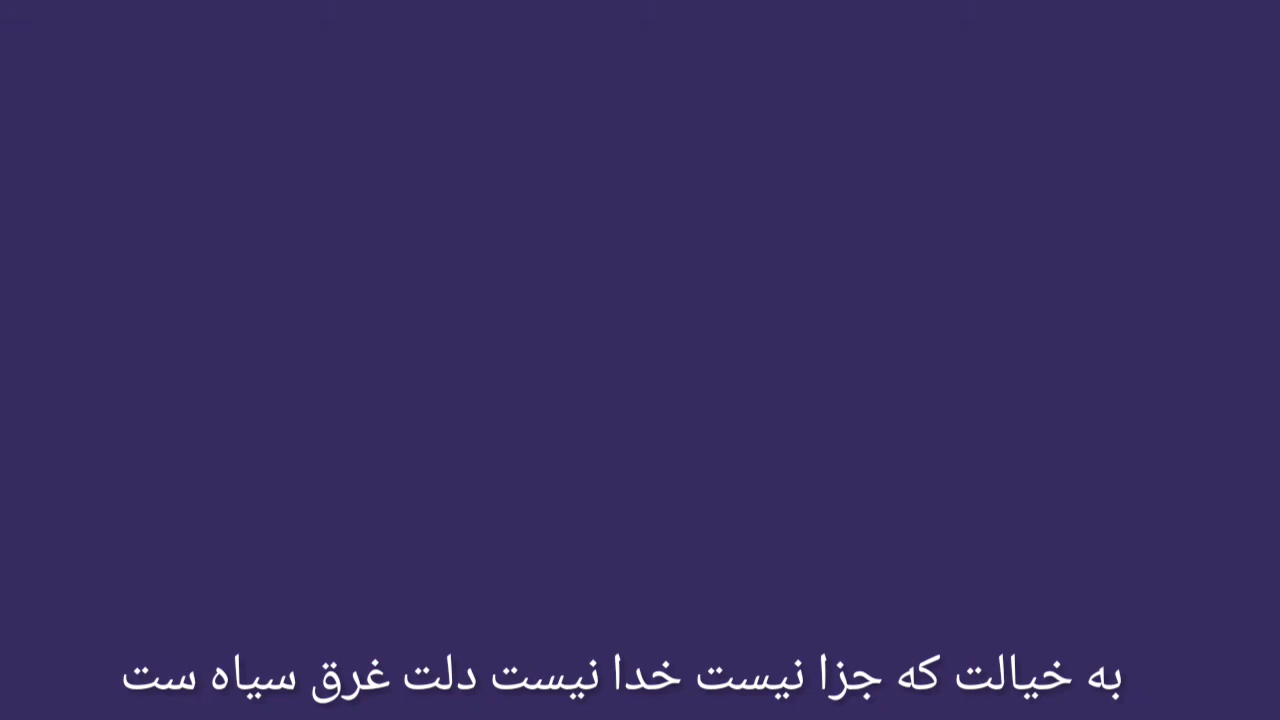 به خیالت که جزا نیست خدا نیست دلت غرق سیاه ست